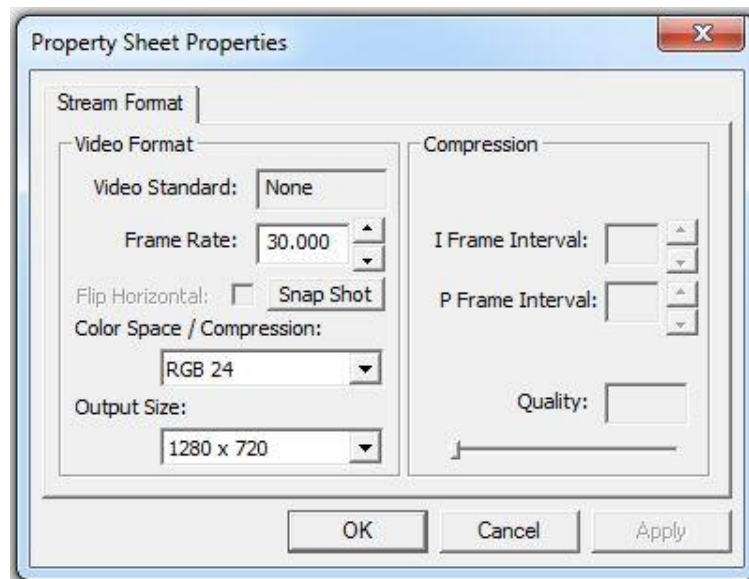 Property Sheet Properties
Stream Format
Video Format
Video Standard: None
Frame Rate: 30.000
Flip Horizontal: Snap Shot
Color Space / Compression:
RGB 24
Output Size:
1280 x 720
Compression
I Frame Interval:
P Frame Interval:
Quality:
OK Cancel Apply